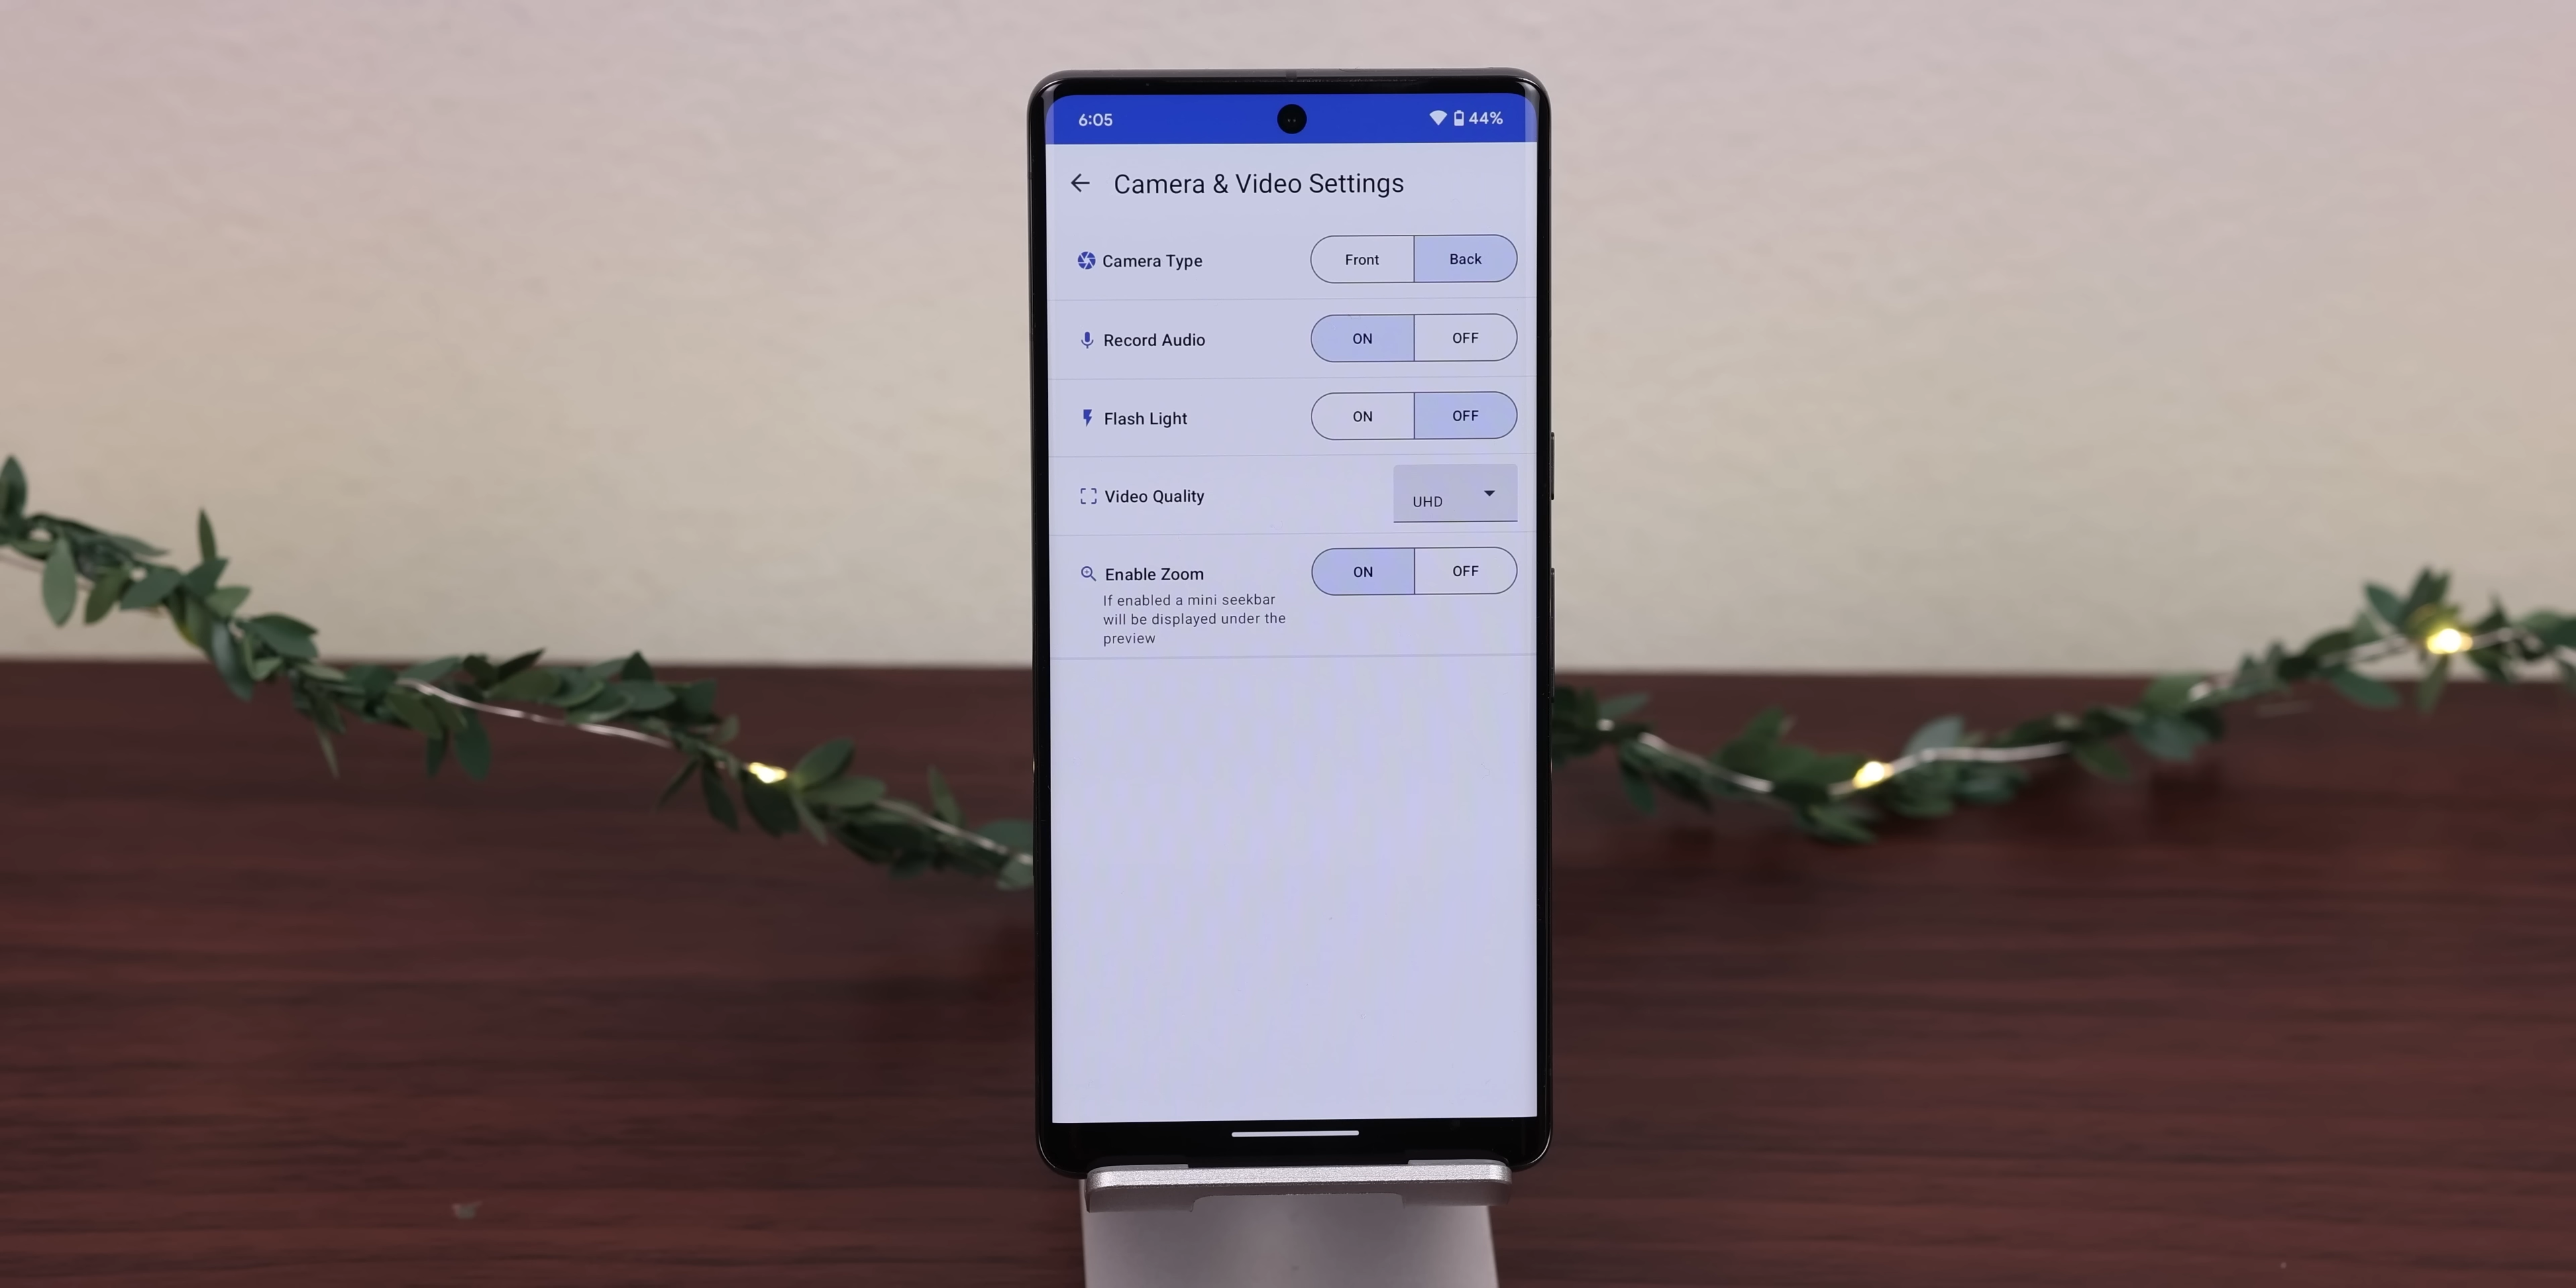 6:05 44%
Camera & Video Settings
Camera Type Front Back
Record Audio ON OFF
Flash Light ON OFF
Video Quality UHD
Enable Zoom ON OFF
If enabled a mini seekbar
will be displayed under the
preview